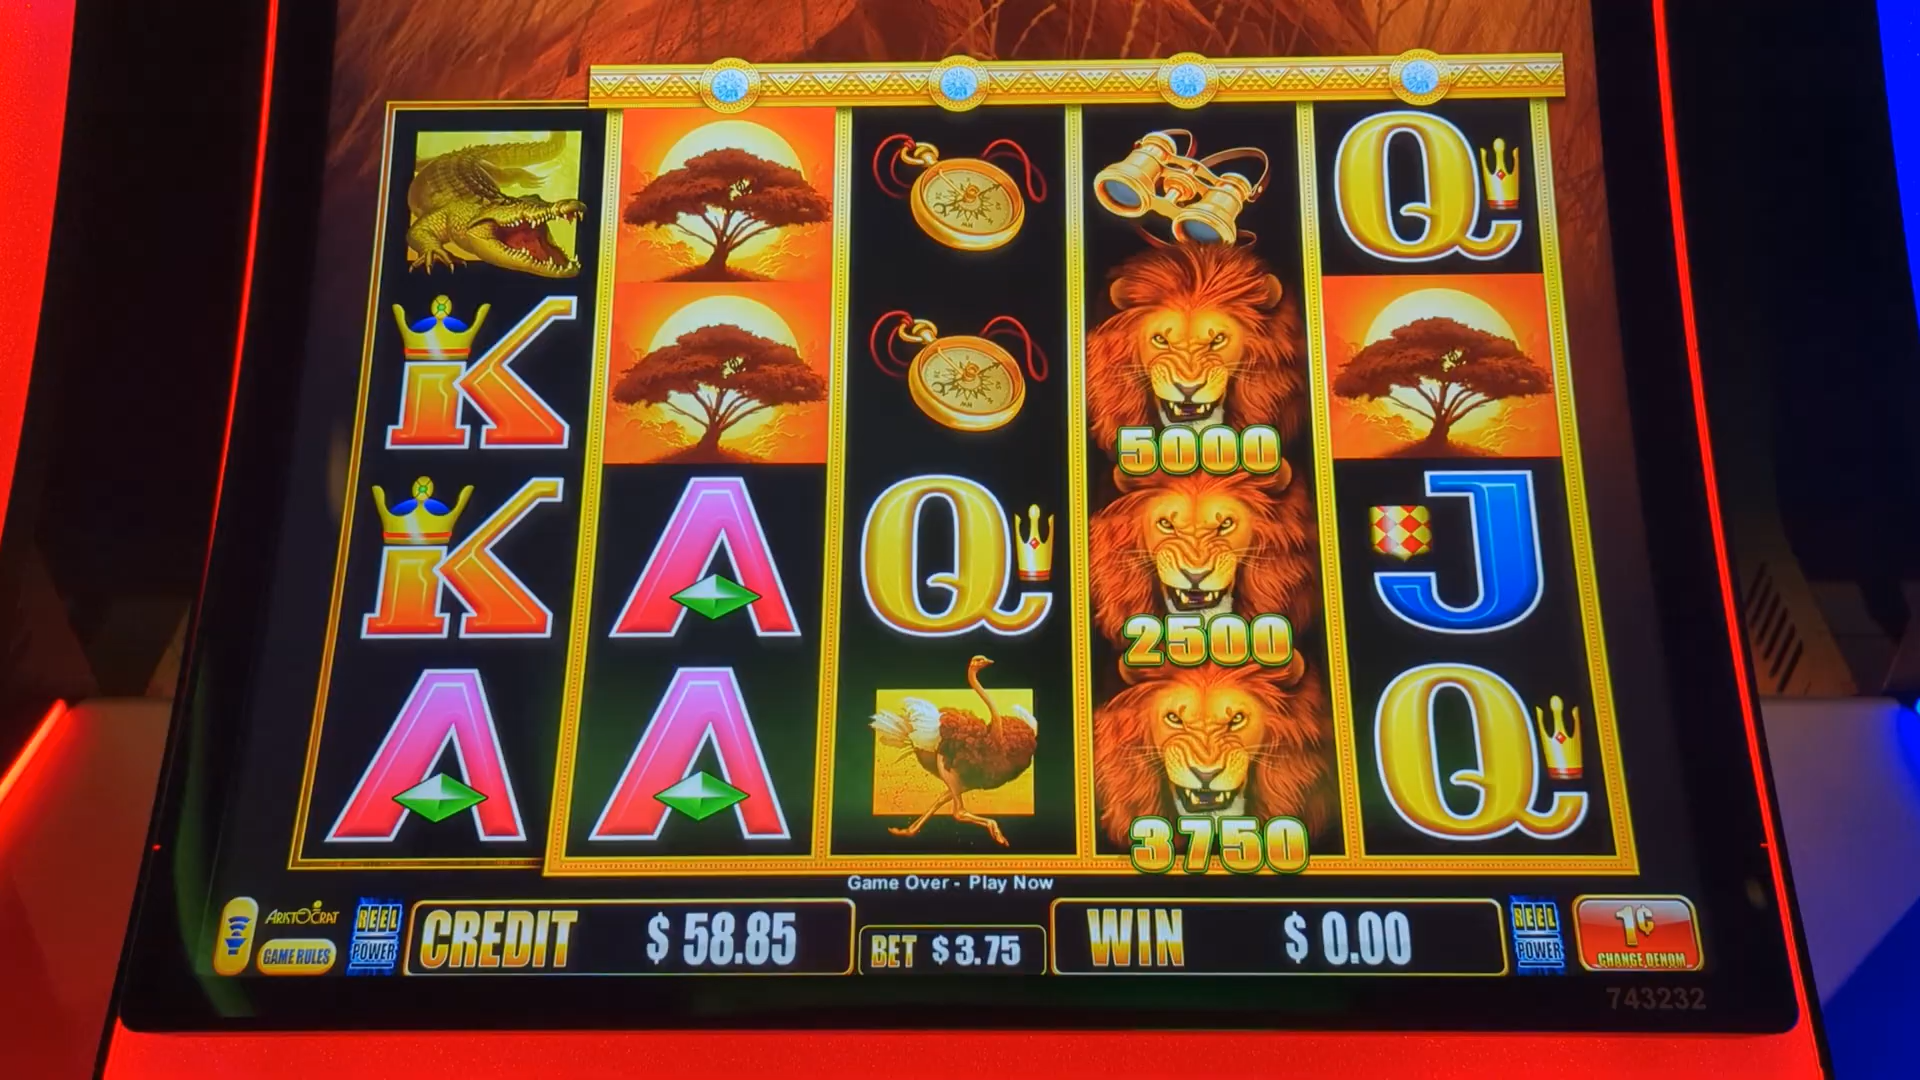 Q
K
5000
K
A
Q
J
2500
A
A
Q
3750
Game Over - Play Now
ARISTOCRAT
GAME RULES
REEL
POWER
CREDIT $ 58.85
BET $ 3.75
WIN $ 0.00
REEL
POWER
1¢
CHANGE DENOM
743232